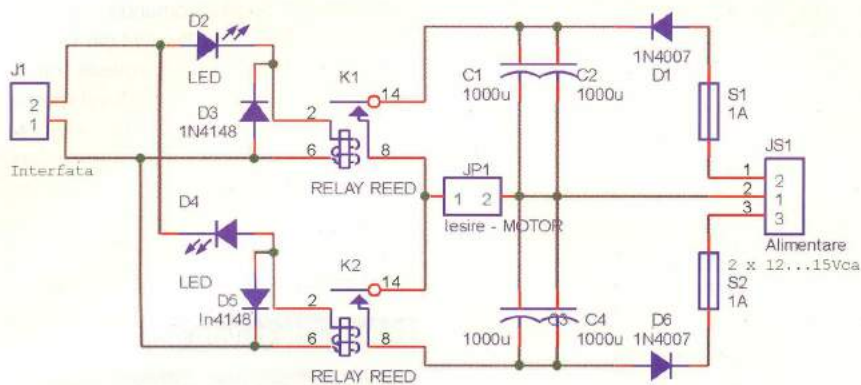 D2
LED
J1
2
1
Interfata
D3
1N4148
K1
14
2
6
8
RELAY REED
C1
1000u
C2
1000u
1N4007
D1
S1
1A
JS1
1
2
3
2
1
3
Alimentare
2 x 12...15Vca
JP1
1 2
Iesire - MOTOR
D4
LED
D5
In4148
K2
14
2
6
8
RELAY REED
1000u
C3
C4
1000u
D6
1N4007
S2
1A